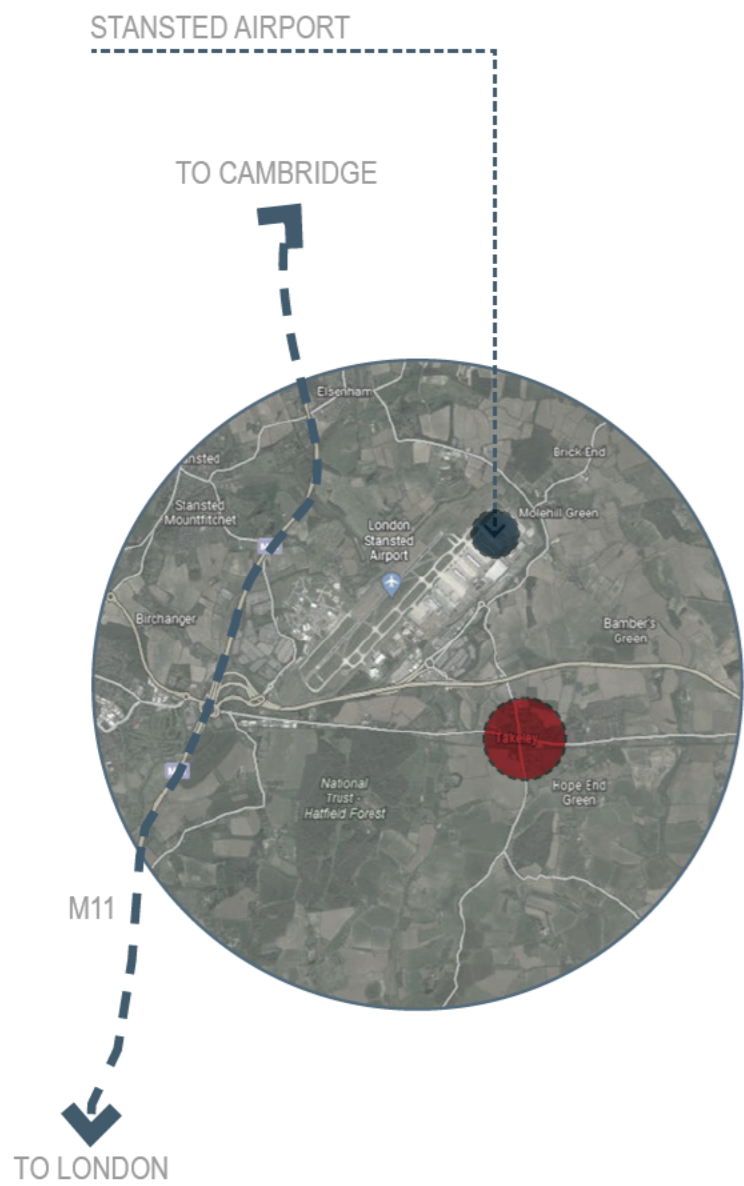 STANSTED AIRPORT
TO CAMBRIDGE
Elsenham
Brick End
nsted
Stansted
Mountfitchet
Molehill Green
London
Stansted
Airport
Birchanger
Bamber's
Green
Takeley
National
Trust -
Hatfield Forest
Hope End
Green
M11
TO LONDON